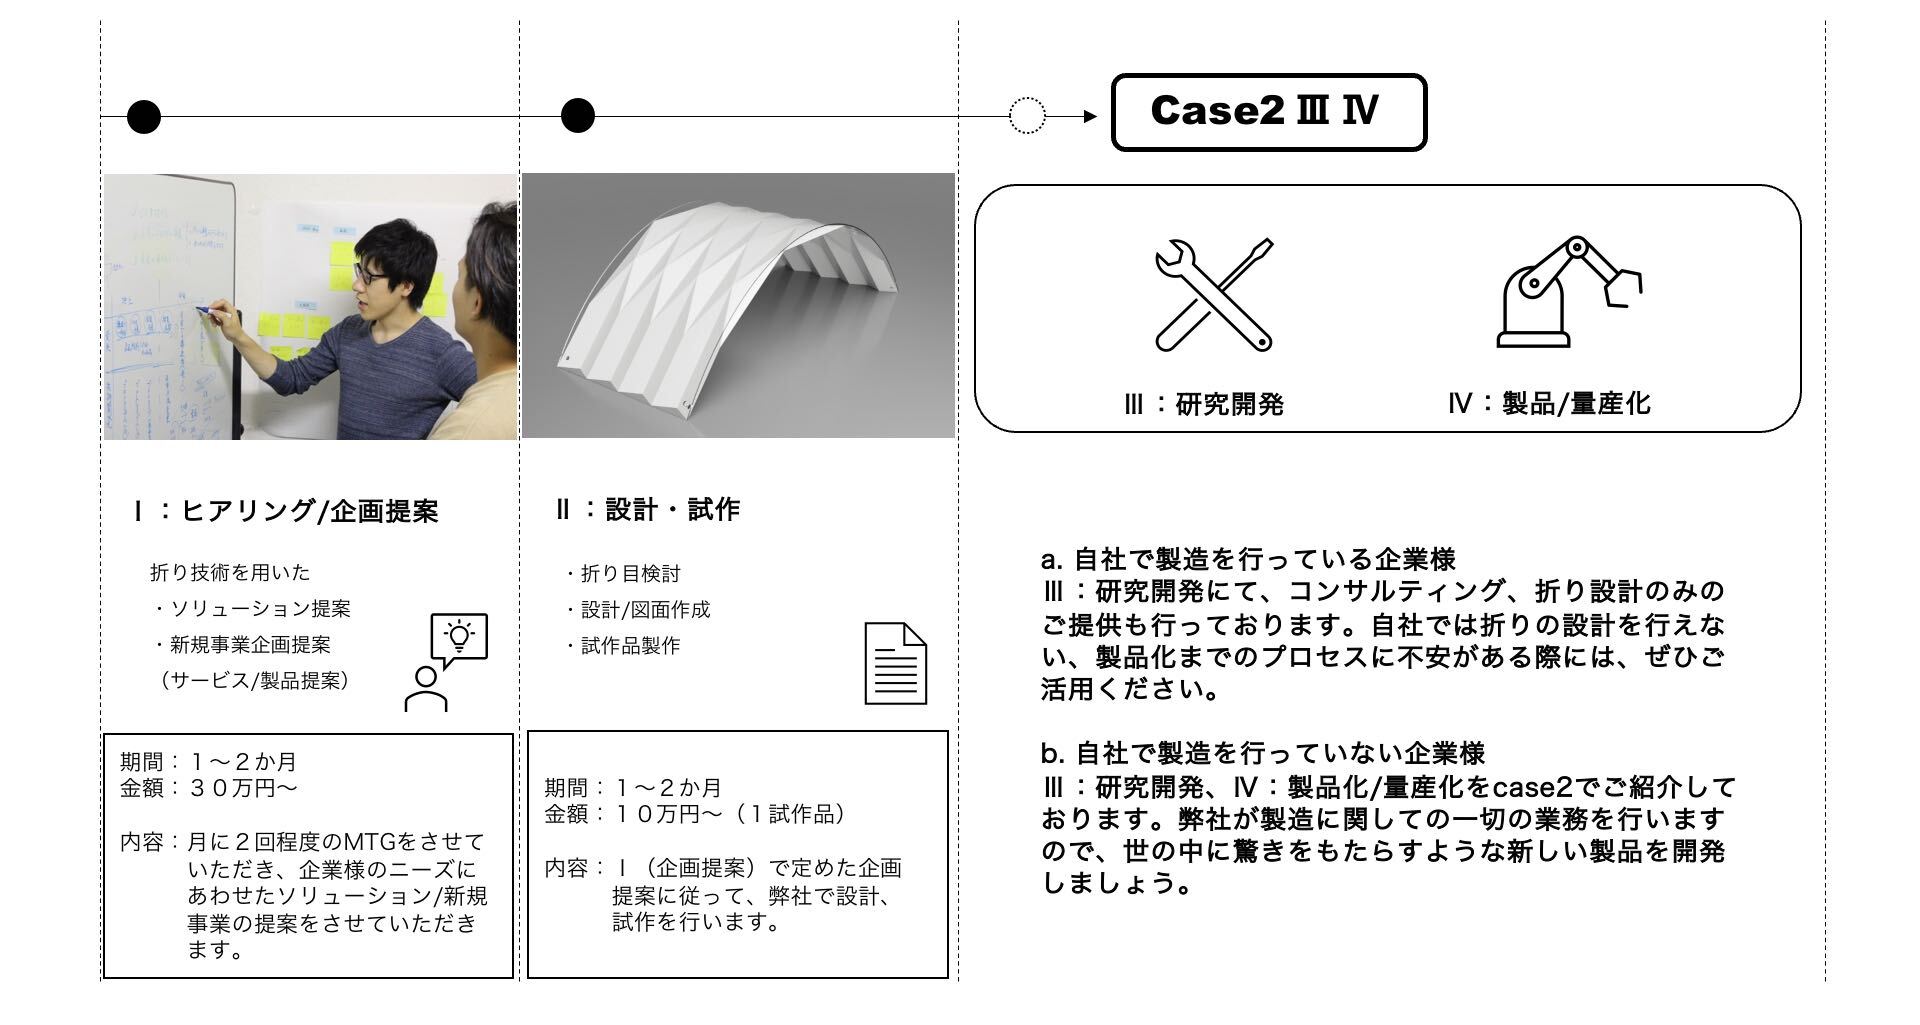 Case2 Ⅲ Ⅳ
Ⅲ：研究開発
Ⅳ：製品/量産化
Ⅰ：ヒアリング/企画提案
折り技術を用いた
・ソリューション提案
・新規事業企画提案
（サービス/製品提案）
期間：１〜２か月
金額：３０万円〜
内容：月に２回程度のMTGをさせて
いただき、企業様のニーズに
あわせたソリューション/新規
事業の提案をさせていただき
ます。
Ⅱ：設計・試作
・折り目検討
・設計/図面作成
・試作品製作
期間：１〜２か月
金額：１０万円〜（１試作品）
内容：Ⅰ（企画提案）で定めた企画
提案に従って、弊社で設計、
試作を行います。
a. 自社で製造を行っている企業様
Ⅲ：研究開発にて、コンサルティング、折り設計のみの
ご提供も行っております。自社では折りの設計を行えな
い、製品化までのプロセスに不安がある際には、ぜひご
活用ください。
b. 自社で製造を行っていない企業様
Ⅲ：研究開発、Ⅳ：製品化/量産化をcase2でご紹介して
おります。弊社が製造に関しての一切の業務を行います
ので、世の中に驚きをもたらすような新しい製品を開発
しましょう。